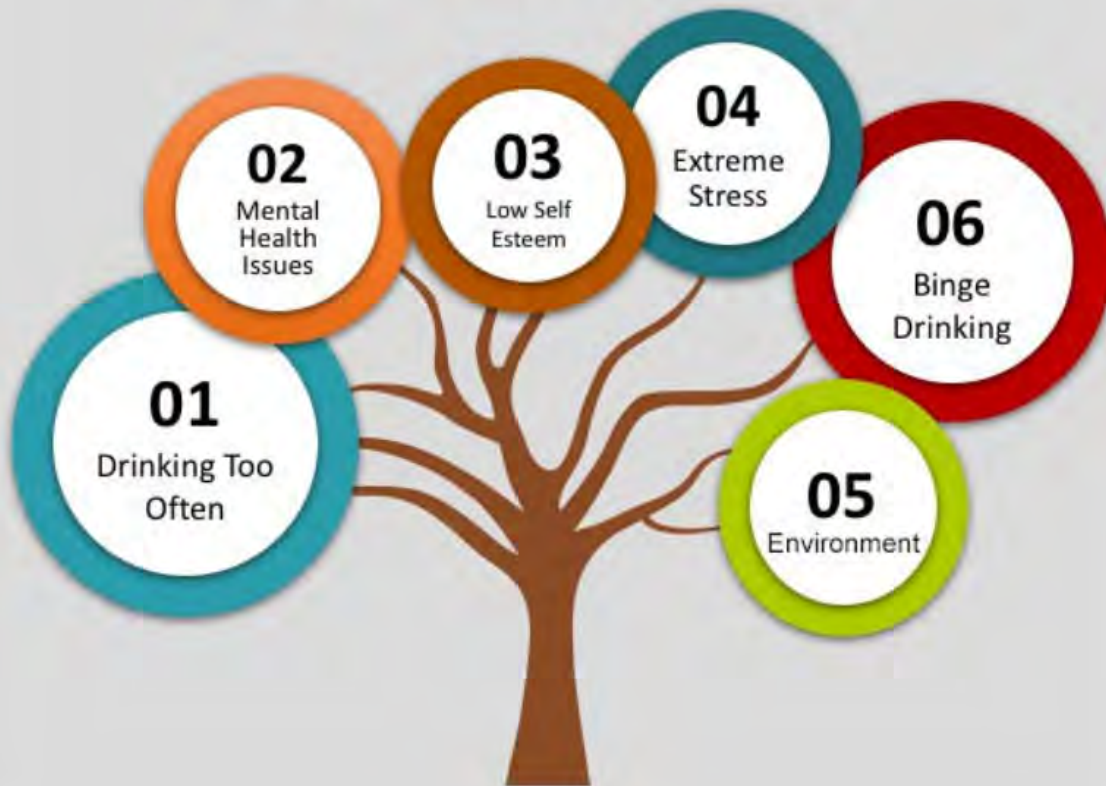 01
Drinking Too
Often
02
Mental
Health
Issues
03
Low Self
Esteem
04
Extreme
Stress
05
Environment
06
Binge
Drinking